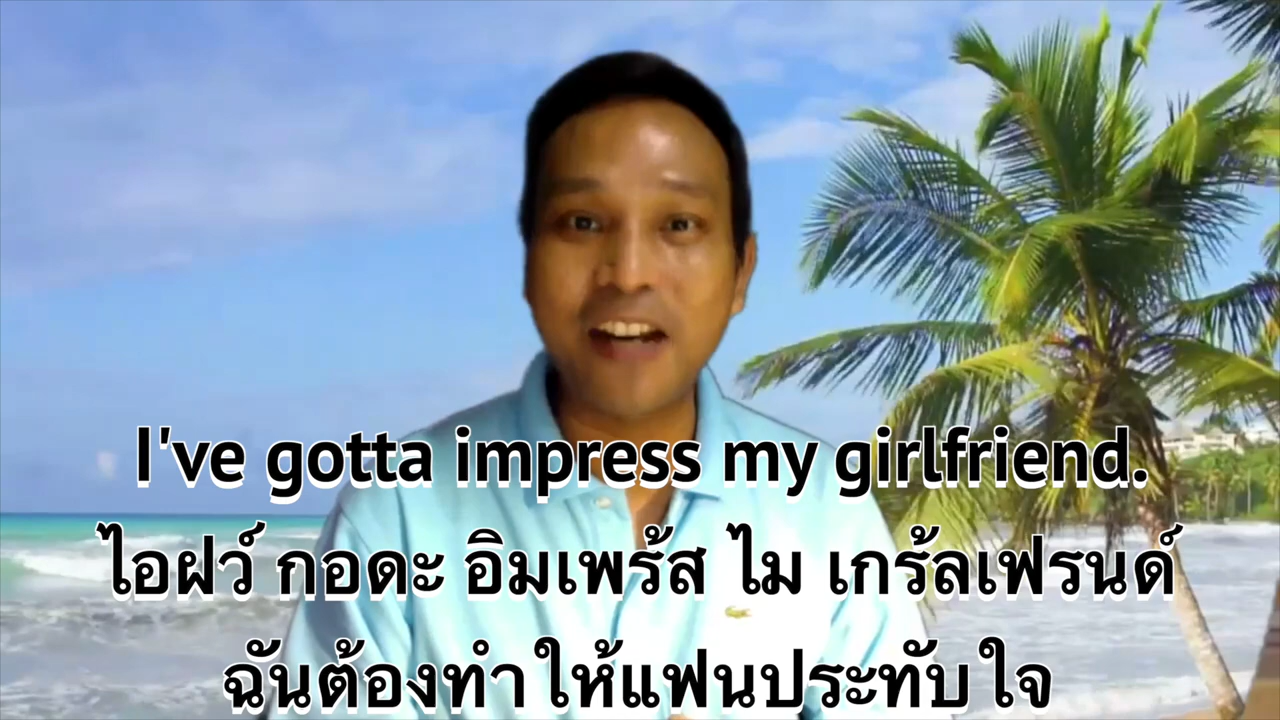 I've gotta impress my girlfriend.
ไอฝว์ กอดะ อิมเพร้ส ไม เกร้ลเฟรนด์
ฉันต้องทำให้แฟนประทับใจ